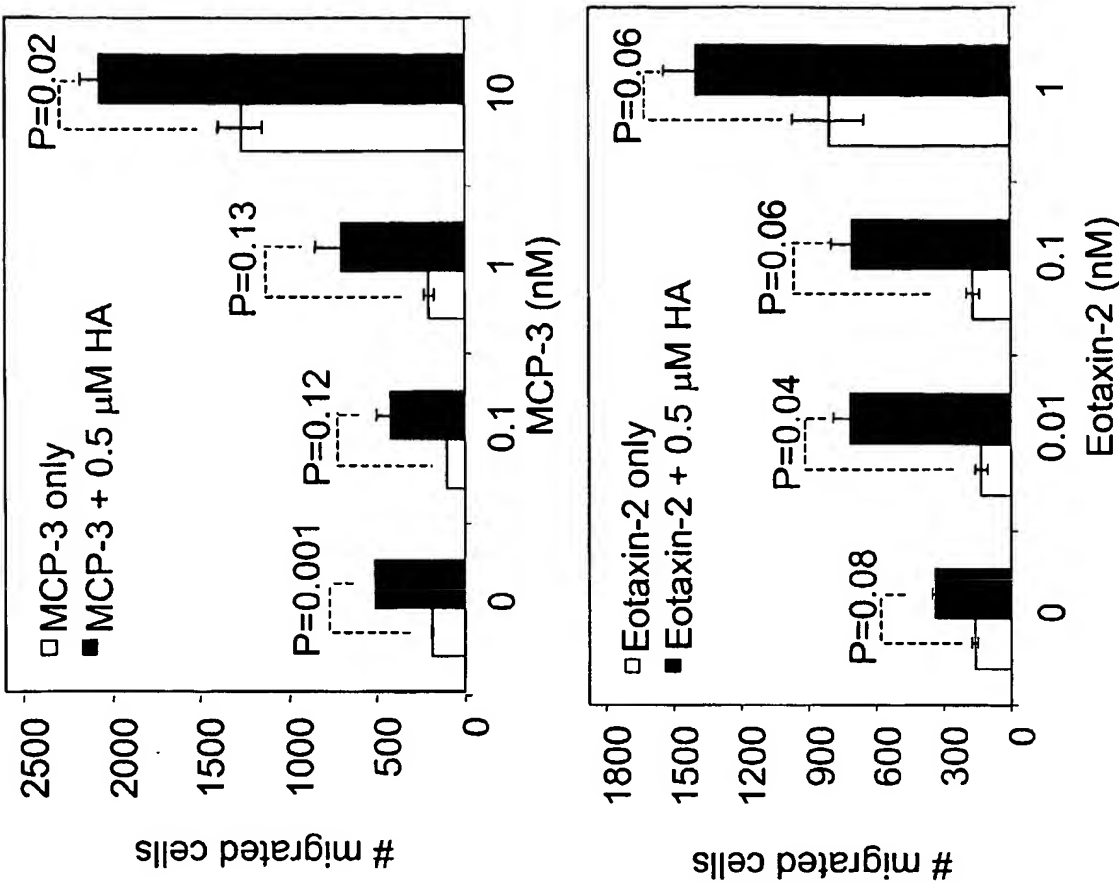 MCP-3 only
MCP-3 + 0.5 µM HA
P=0.001
P=0.12
P=0.13
P=0.02
2500
2000
1500
1000
500
0
# migrated cells
0
0.1
1
10
MCP-3 (nM)
Eotaxin-2 only
Eotaxin-2 + 0.5 µM HA
P=0.08
P=0.04
P=0.06
P=0.06
1800
1500
1200
900
600
300
0
# migrated cells
0
0.01
0.1
1
Eotaxin-2 (nM)